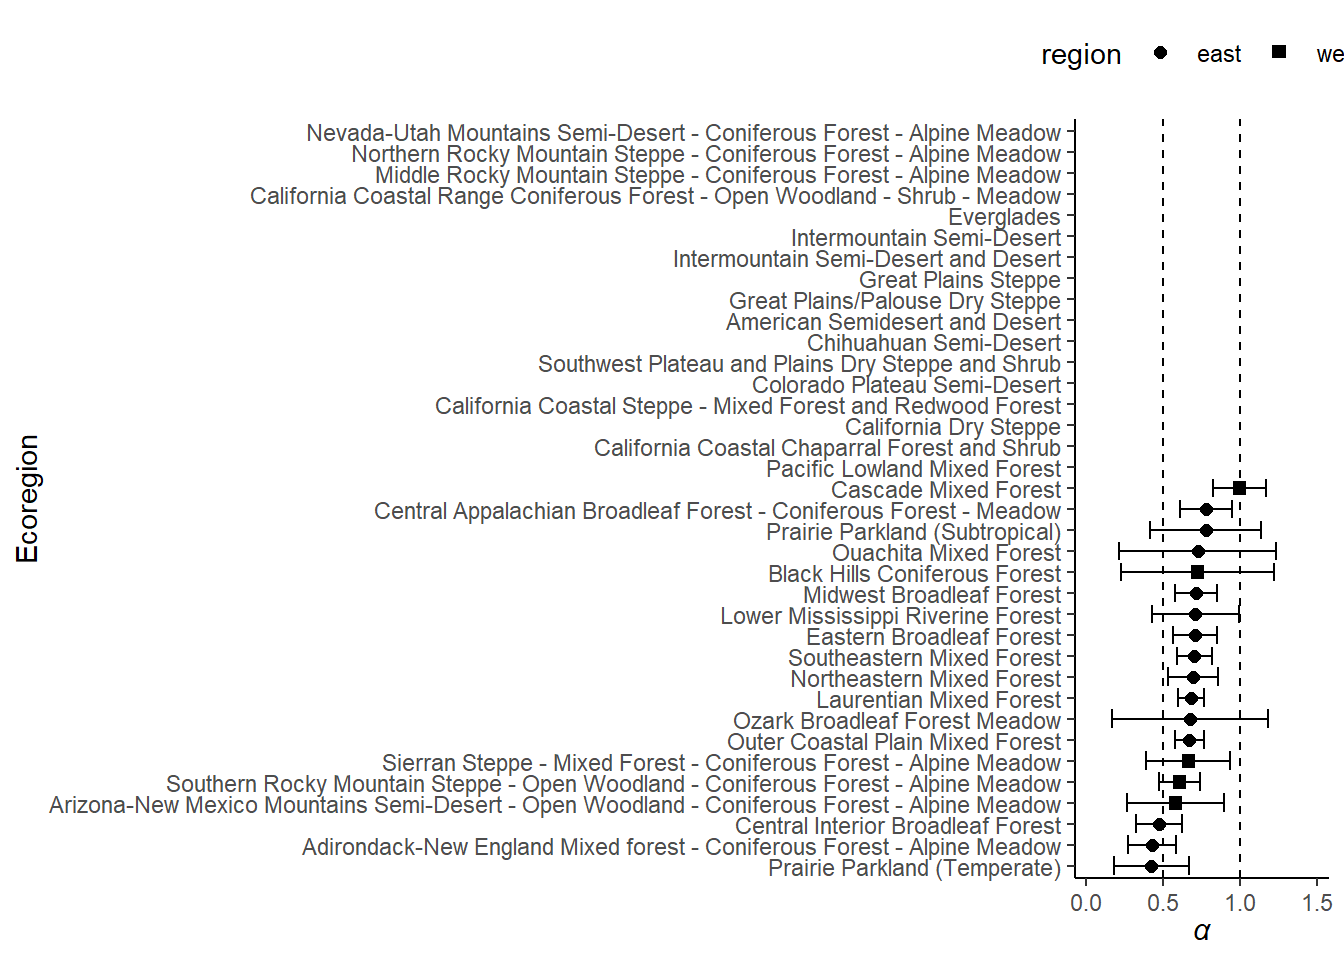 region east we
Nevada-Utah Mountains Semi-Desert - Coniferous Forest - Alpine Meadow
Northern Rocky Mountain Steppe - Coniferous Forest - Alpine Meadow
Middle Rocky Mountain Steppe - Coniferous Forest - Alpine Meadow
California Coastal Range Coniferous Forest - Open Woodland - Shrub - Meadow
Everglades
Intermountain Semi-Desert
Intermountain Semi-Desert and Desert
Great Plains Steppe
Great Plains/Palouse Dry Steppe
American Semidesert and Desert
Chihuahuan Semi-Desert
Southwest Plateau and Plains Dry Steppe and Shrub
Colorado Plateau Semi-Desert
California Coastal Steppe - Mixed Forest and Redwood Forest
California Dry Steppe
California Coastal Chaparral Forest and Shrub
Pacific Lowland Mixed Forest
Cascade Mixed Forest
Central Appalachian Broadleaf Forest - Coniferous Forest - Meadow
Prairie Parkland (Subtropical)
Ouachita Mixed Forest
Black Hills Coniferous Forest
Midwest Broadleaf Forest
Lower Mississippi Riverine Forest
Eastern Broadleaf Forest
Southeastern Mixed Forest
Northeastern Mixed Forest
Laurentian Mixed Forest
Ozark Broadleaf Forest Meadow
Outer Coastal Plain Mixed Forest
Sierran Steppe - Mixed Forest - Coniferous Forest - Alpine Meadow
Southern Rocky Mountain Steppe - Open Woodland - Coniferous Forest - Alpine Meadow
Arizona-New Mexico Mountains Semi-Desert - Open Woodland - Coniferous Forest - Alpine Meadow
Central Interior Broadleaf Forest
Adirondack-New England Mixed forest - Coniferous Forest - Alpine Meadow
Prairie Parkland (Temperate)
Ecoregion
0.0 0.5 1.0 1.5
α